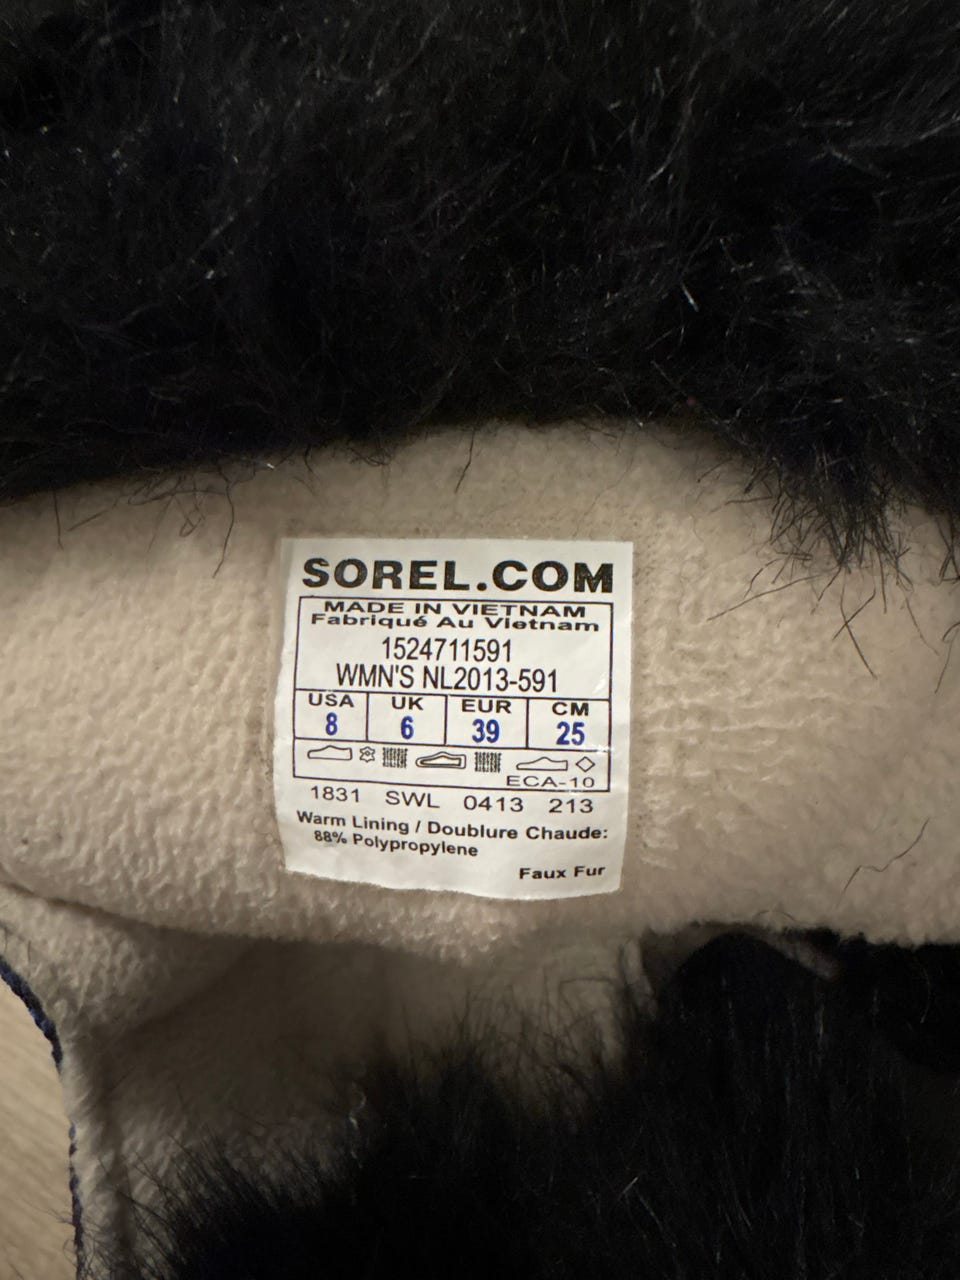 SOREL.COM
MADE IN VIETNAM
Fabriqué Au Vietnam
1524711591
WMN'S NL2013-591
USA UK EUR CM
8 6 39 25
ECA-10
1831 SWL 0413 213
Warm Lining / Doublure Chaude:
88% Polypropylene
Faux Fur